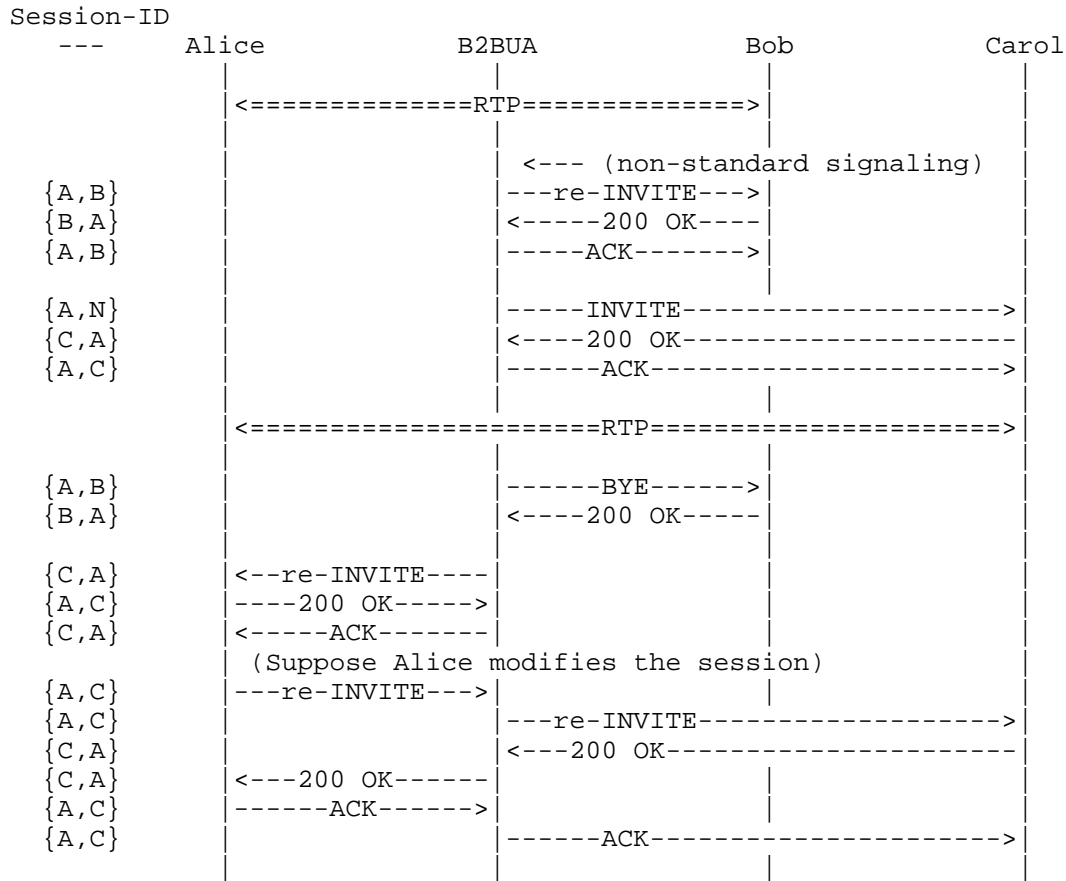 Session-ID
--- Alice B2BUA Bob Carol
<==============RTP==============>
<--- (non-standard signaling)
{A,B} ---re-INVITE--->
{B,A} <-----200 OK----
{A,B} -----ACK------->
{A,N} -----INVITE-------------------->
{C,A} <----200 OK---------------------
{A,C} ------ACK---------------------->
<======================RTP======================>
{A,B} ------BYE------>
{B,A} <----200 OK-----
{C,A} <--re-INVITE----
{A,C} ----200 OK----->
{C,A} <-----ACK-------
(Suppose Alice modifies the session)
{A,C} ---re-INVITE--->
{A,C} ---re-INVITE------------------->
{C,A} <---200 OK----------------------
{C,A} <---200 OK------
{A,C} ------ACK------>
{A,C} ------ACK---------------------->